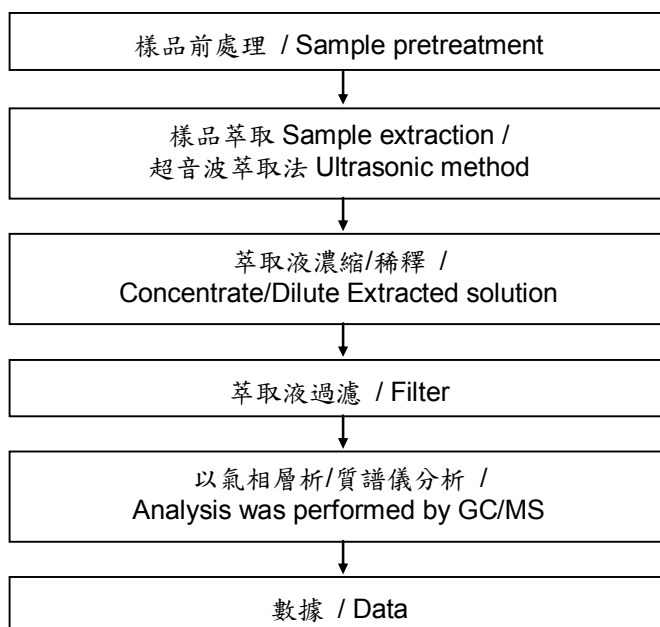 樣品前處理 / Sample pretreatment
樣品萃取 Sample extraction /
超音波萃取法 Ultrasonic method
萃取液濃縮/稀釋 /
Concentrate/Dilute Extracted solution
萃取液過濾 / Filter
以氣相層析/質譜儀分析 /
Analysis was performed by GC/MS
數據 / Data